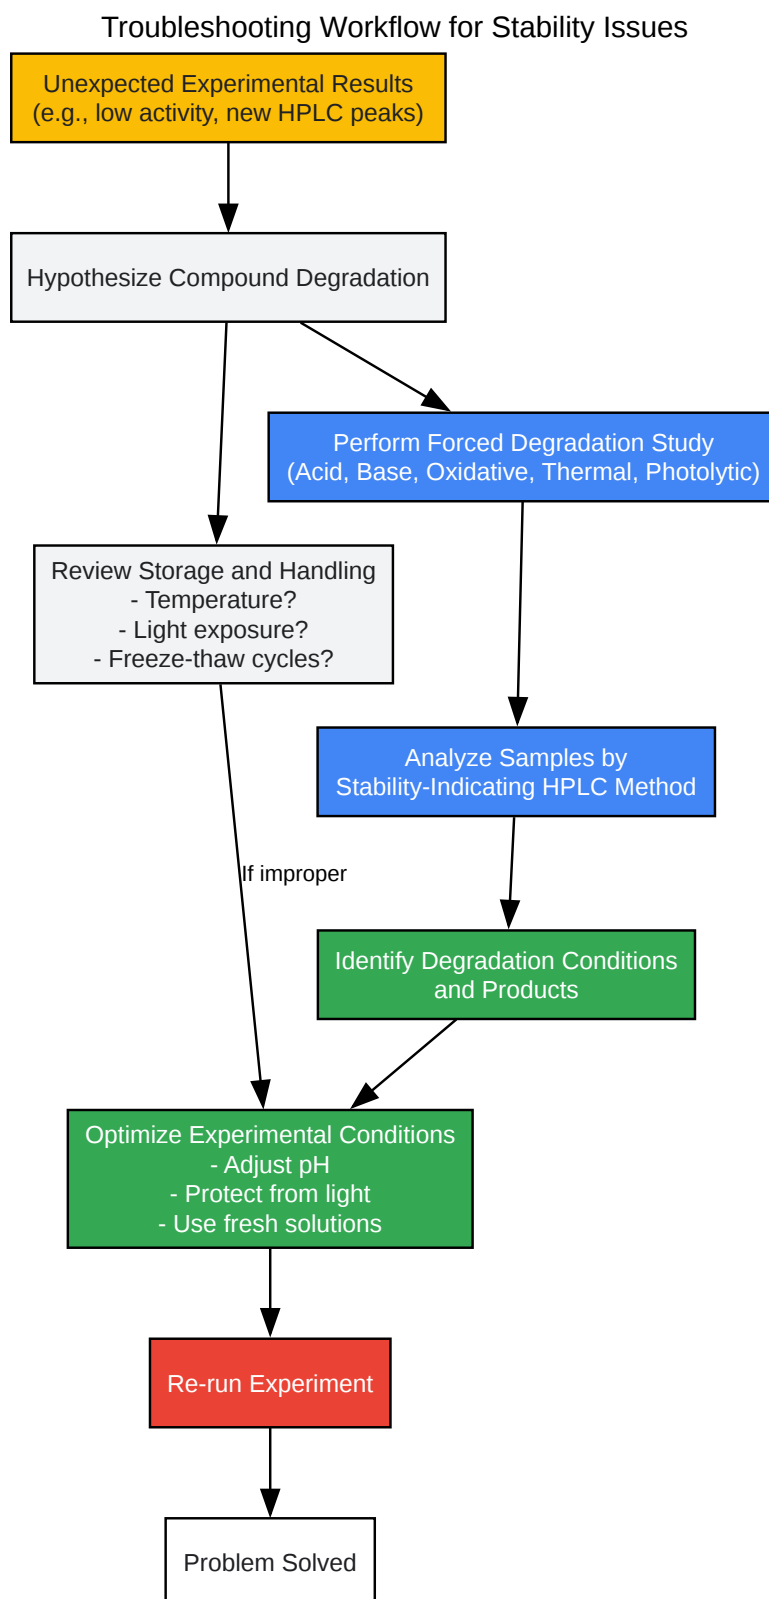 Troubleshooting Workflow for Stability Issues
Unexpected Experimental Results
(e.g., low activity, new HPLC peaks)
Hypothesize Compound Degradation
Perform Forced Degradation Study
(Acid, Base, Oxidative, Thermal, Photolytic)
Review Storage and Handling
- Temperature?
- Light exposure?
- Freeze-thaw cycles?
Analyze Samples by
Stability-Indicating HPLC Method
If improper
Identify Degradation Conditions
and Products
Optimize Experimental Conditions
- Adjust pH
- Protect from light
- Use fresh solutions
Re-run Experiment
Problem Solved